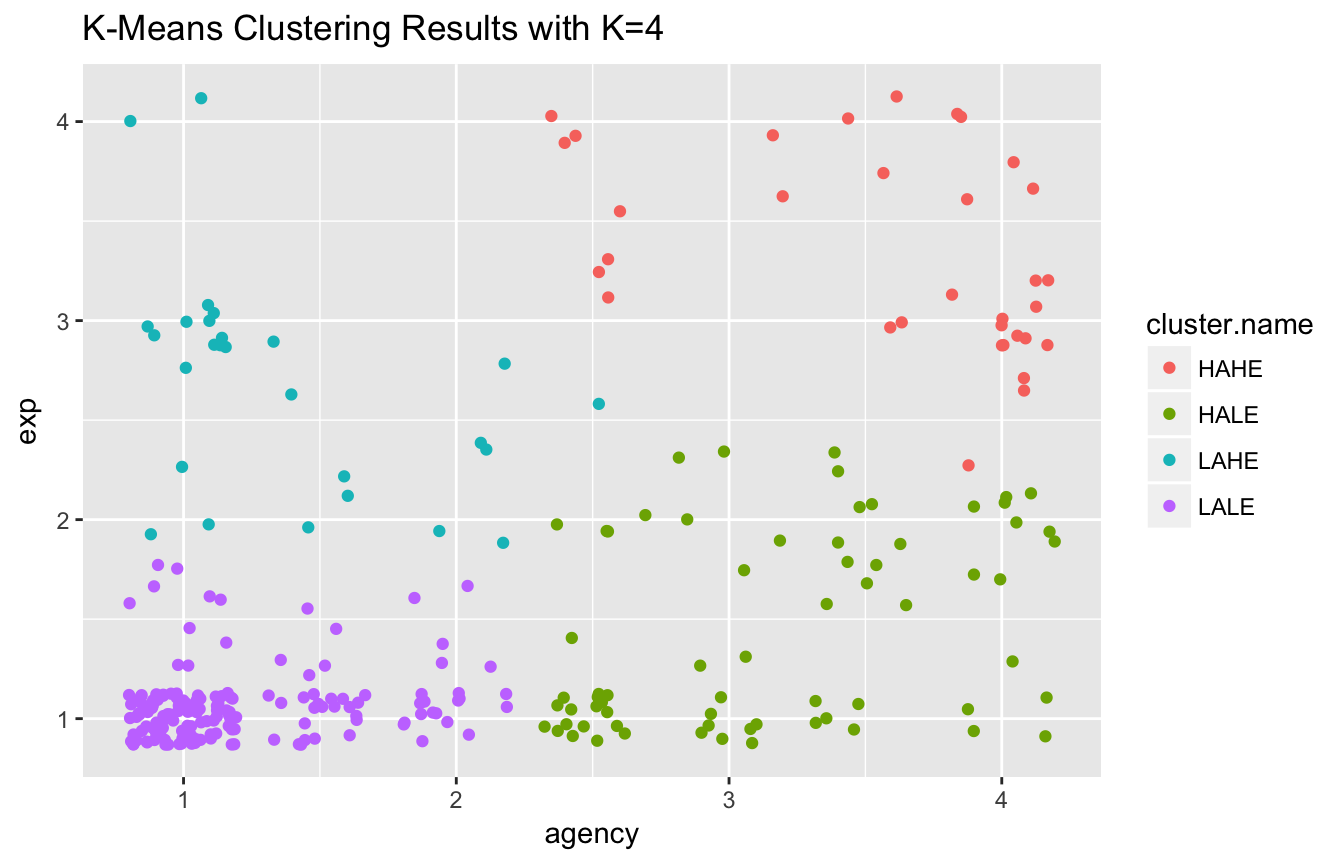 K-Means Clustering Results with K=4
4
3
2
1
exp
1 2 3 4
agency
cluster.name
HAHE
HALE
LAHE
LALE